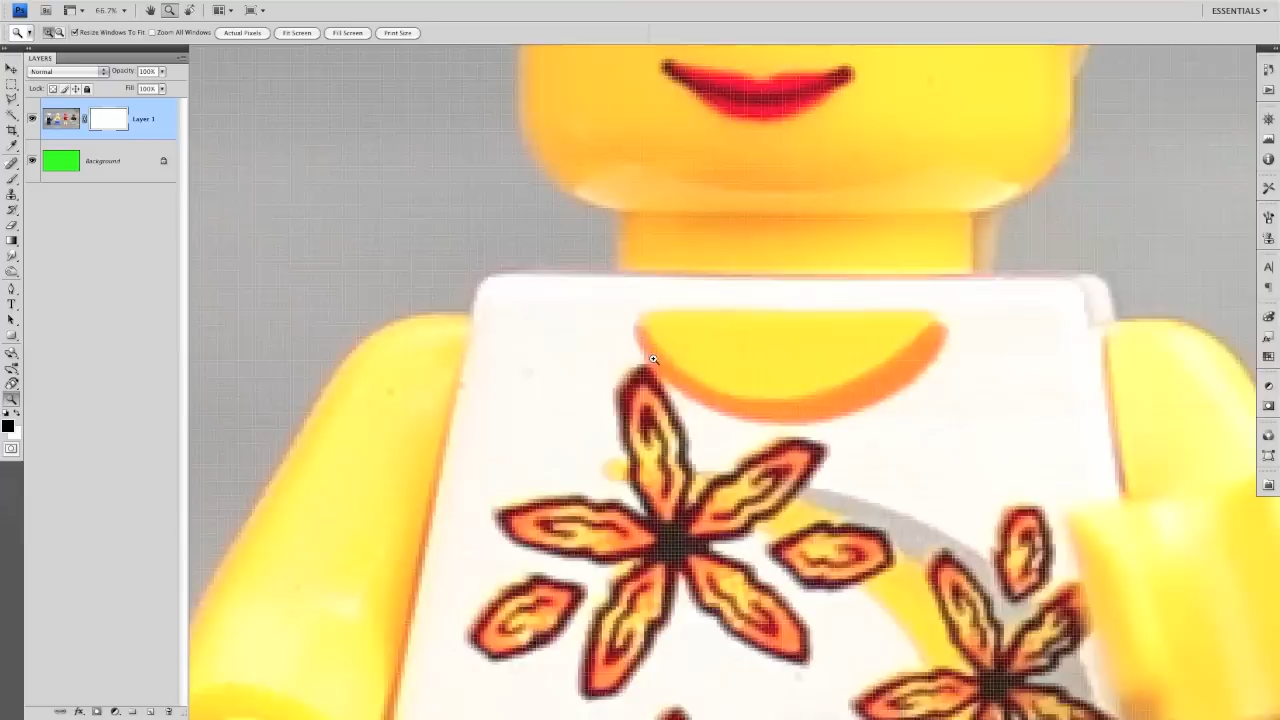 Ps Br 66.7% ESSENTIALS
Resize Windows To Fit Zoom All Windows Actual Pixels Fit Screen Fill Screen Print Size
LAYERS
Normal Opacity: 100%
Lock: Fill: 100%
Layer 1
Background